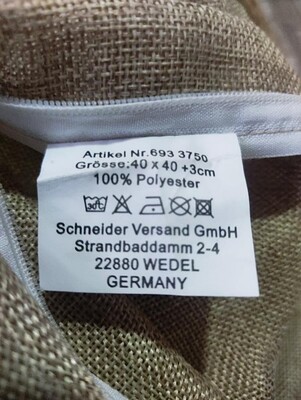 Artikel Nr.693 3750
Grösse:40 x 40 +3cm
100% Polyester
30°
Schneider Versand GmbH
Strandbaddamm 2-4
22880 WEDEL
GERMANY